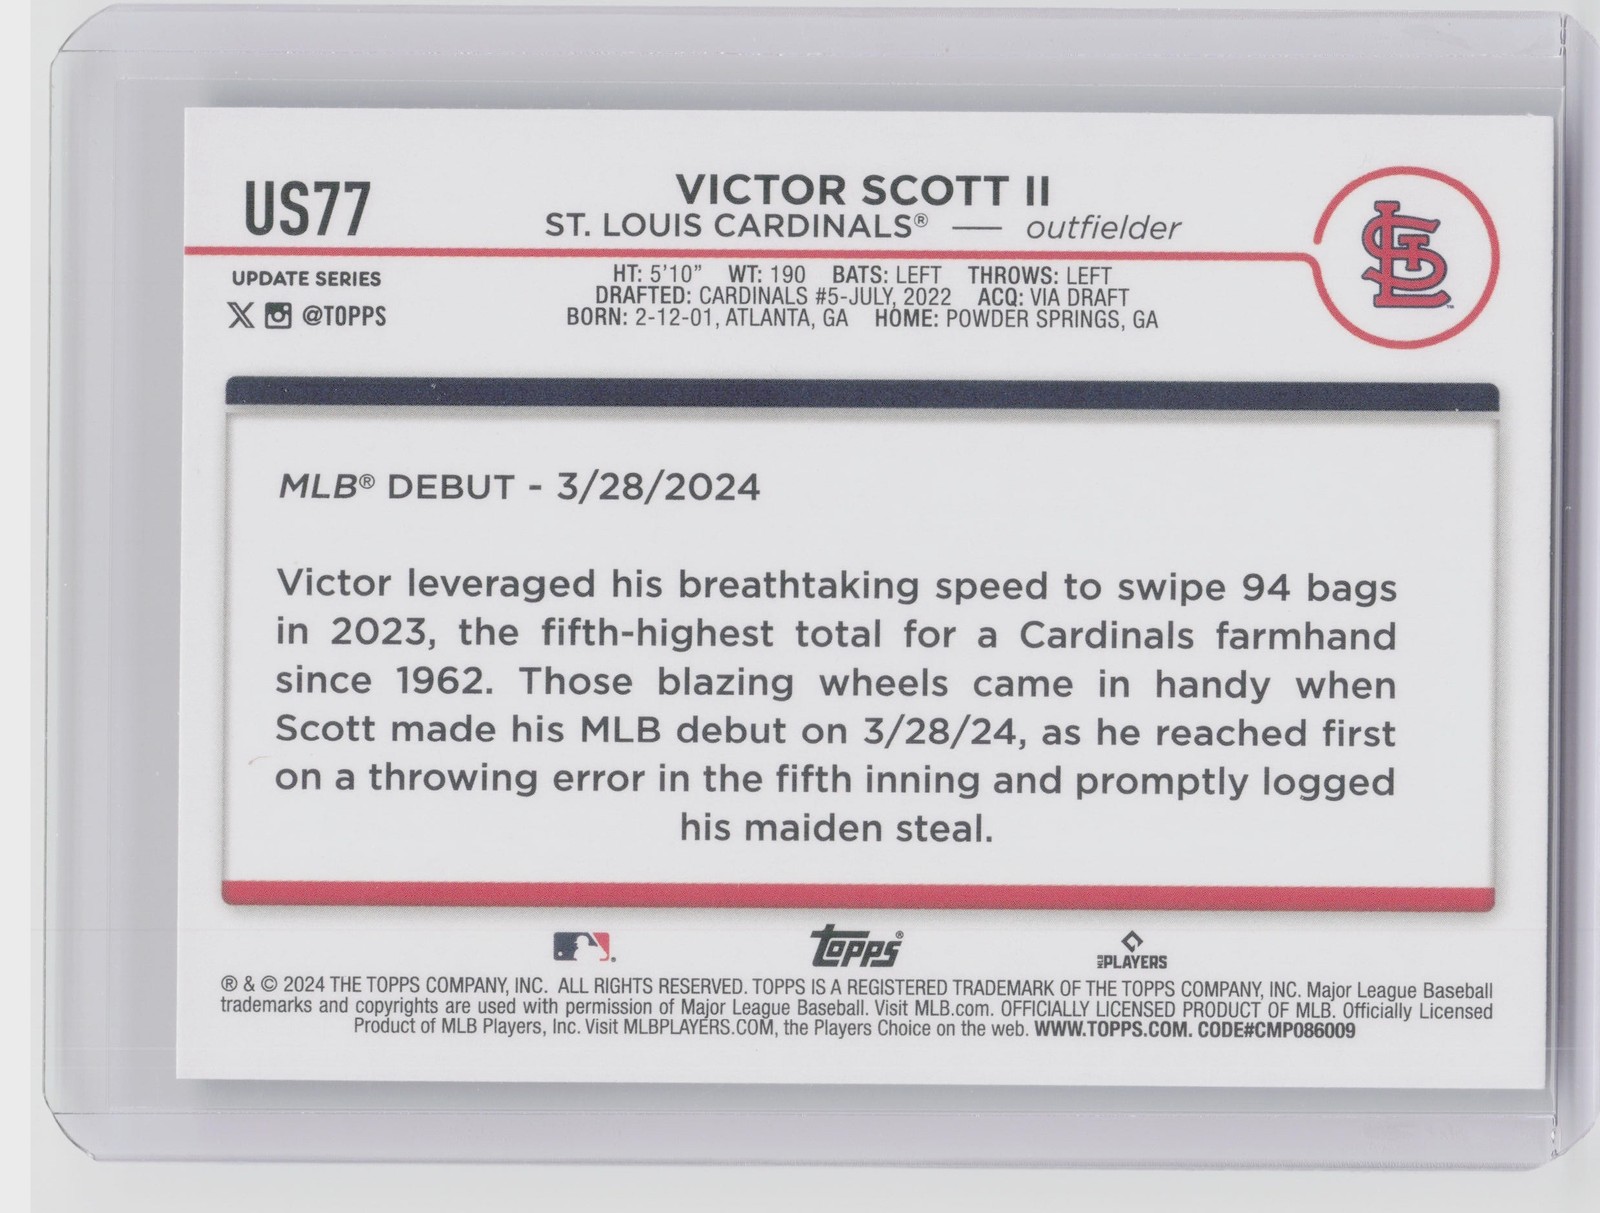 US77
VICTOR SCOTT II
ST. LOUIS CARDINALS® — outfielder
STL
UPDATE SERIES
X @TOPPS
HT: 5'10" WT: 190 BATS: LEFT THROWS: LEFT
DRAFTED: CARDINALS #5-JULY, 2022 ACQ: VIA DRAFT
BORN: 2-12-01, ATLANTA, GA HOME: POWDER SPRINGS, GA
MLB® DEBUT - 3/28/2024
Victor leveraged his breathtaking speed to swipe 94 bags
in 2023, the fifth-highest total for a Cardinals farmhand
since 1962. Those blazing wheels came in handy when
Scott made his MLB debut on 3/28/24, as he reached first
on a throwing error in the fifth inning and promptly logged
his maiden steal.
Topps®
MLB PLAYERS
® & © 2024 THE TOPPS COMPANY, INC. ALL RIGHTS RESERVED. TOPPS IS A REGISTERED TRADEMARK OF THE TOPPS COMPANY, INC. Major League Baseball
trademarks and copyrights are used with permission of Major League Baseball. Visit MLB.com. OFFICIALLY LICENSED PRODUCT OF MLB. Officially Licensed
Product of MLB Players, Inc. Visit MLBPLAYERS.COM, the Players Choice on the web. WWW.TOPPS.COM. CODE#CMP086009